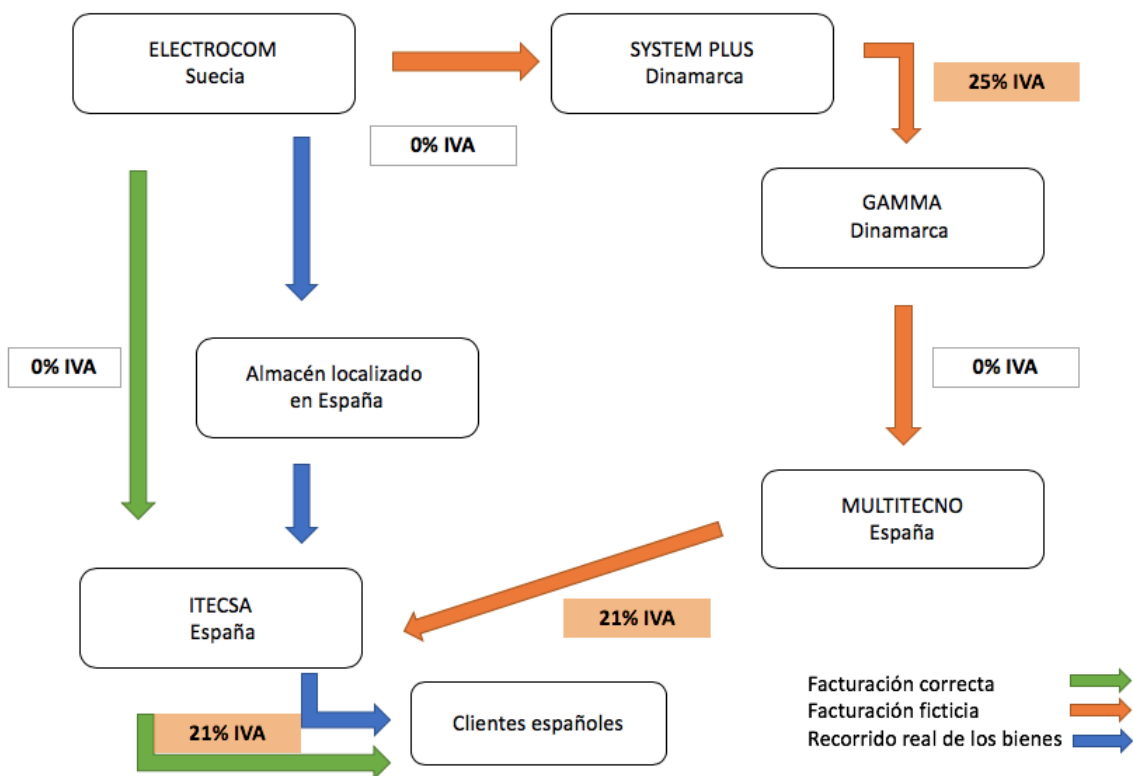 ELECTROCOM
Suecia
SYSTEM PLUS
Dinamarca
25% IVA
0% IVA
GAMMA
Dinamarca
0% IVA
Almacén localizado
en España
0% IVA
MULTITECNO
España
ITECSA
España
21% IVA
Clientes españoles
21% IVA
Facturación correcta
Facturación ficticia
Recorrido real de los bienes